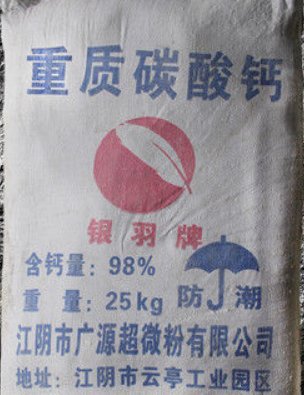 重质碳酸钙
银羽牌
含钙量：98%
重 量：25kg 防 潮
江阴市广源超微粉有限公司
地址：江阴市云亭工业园区